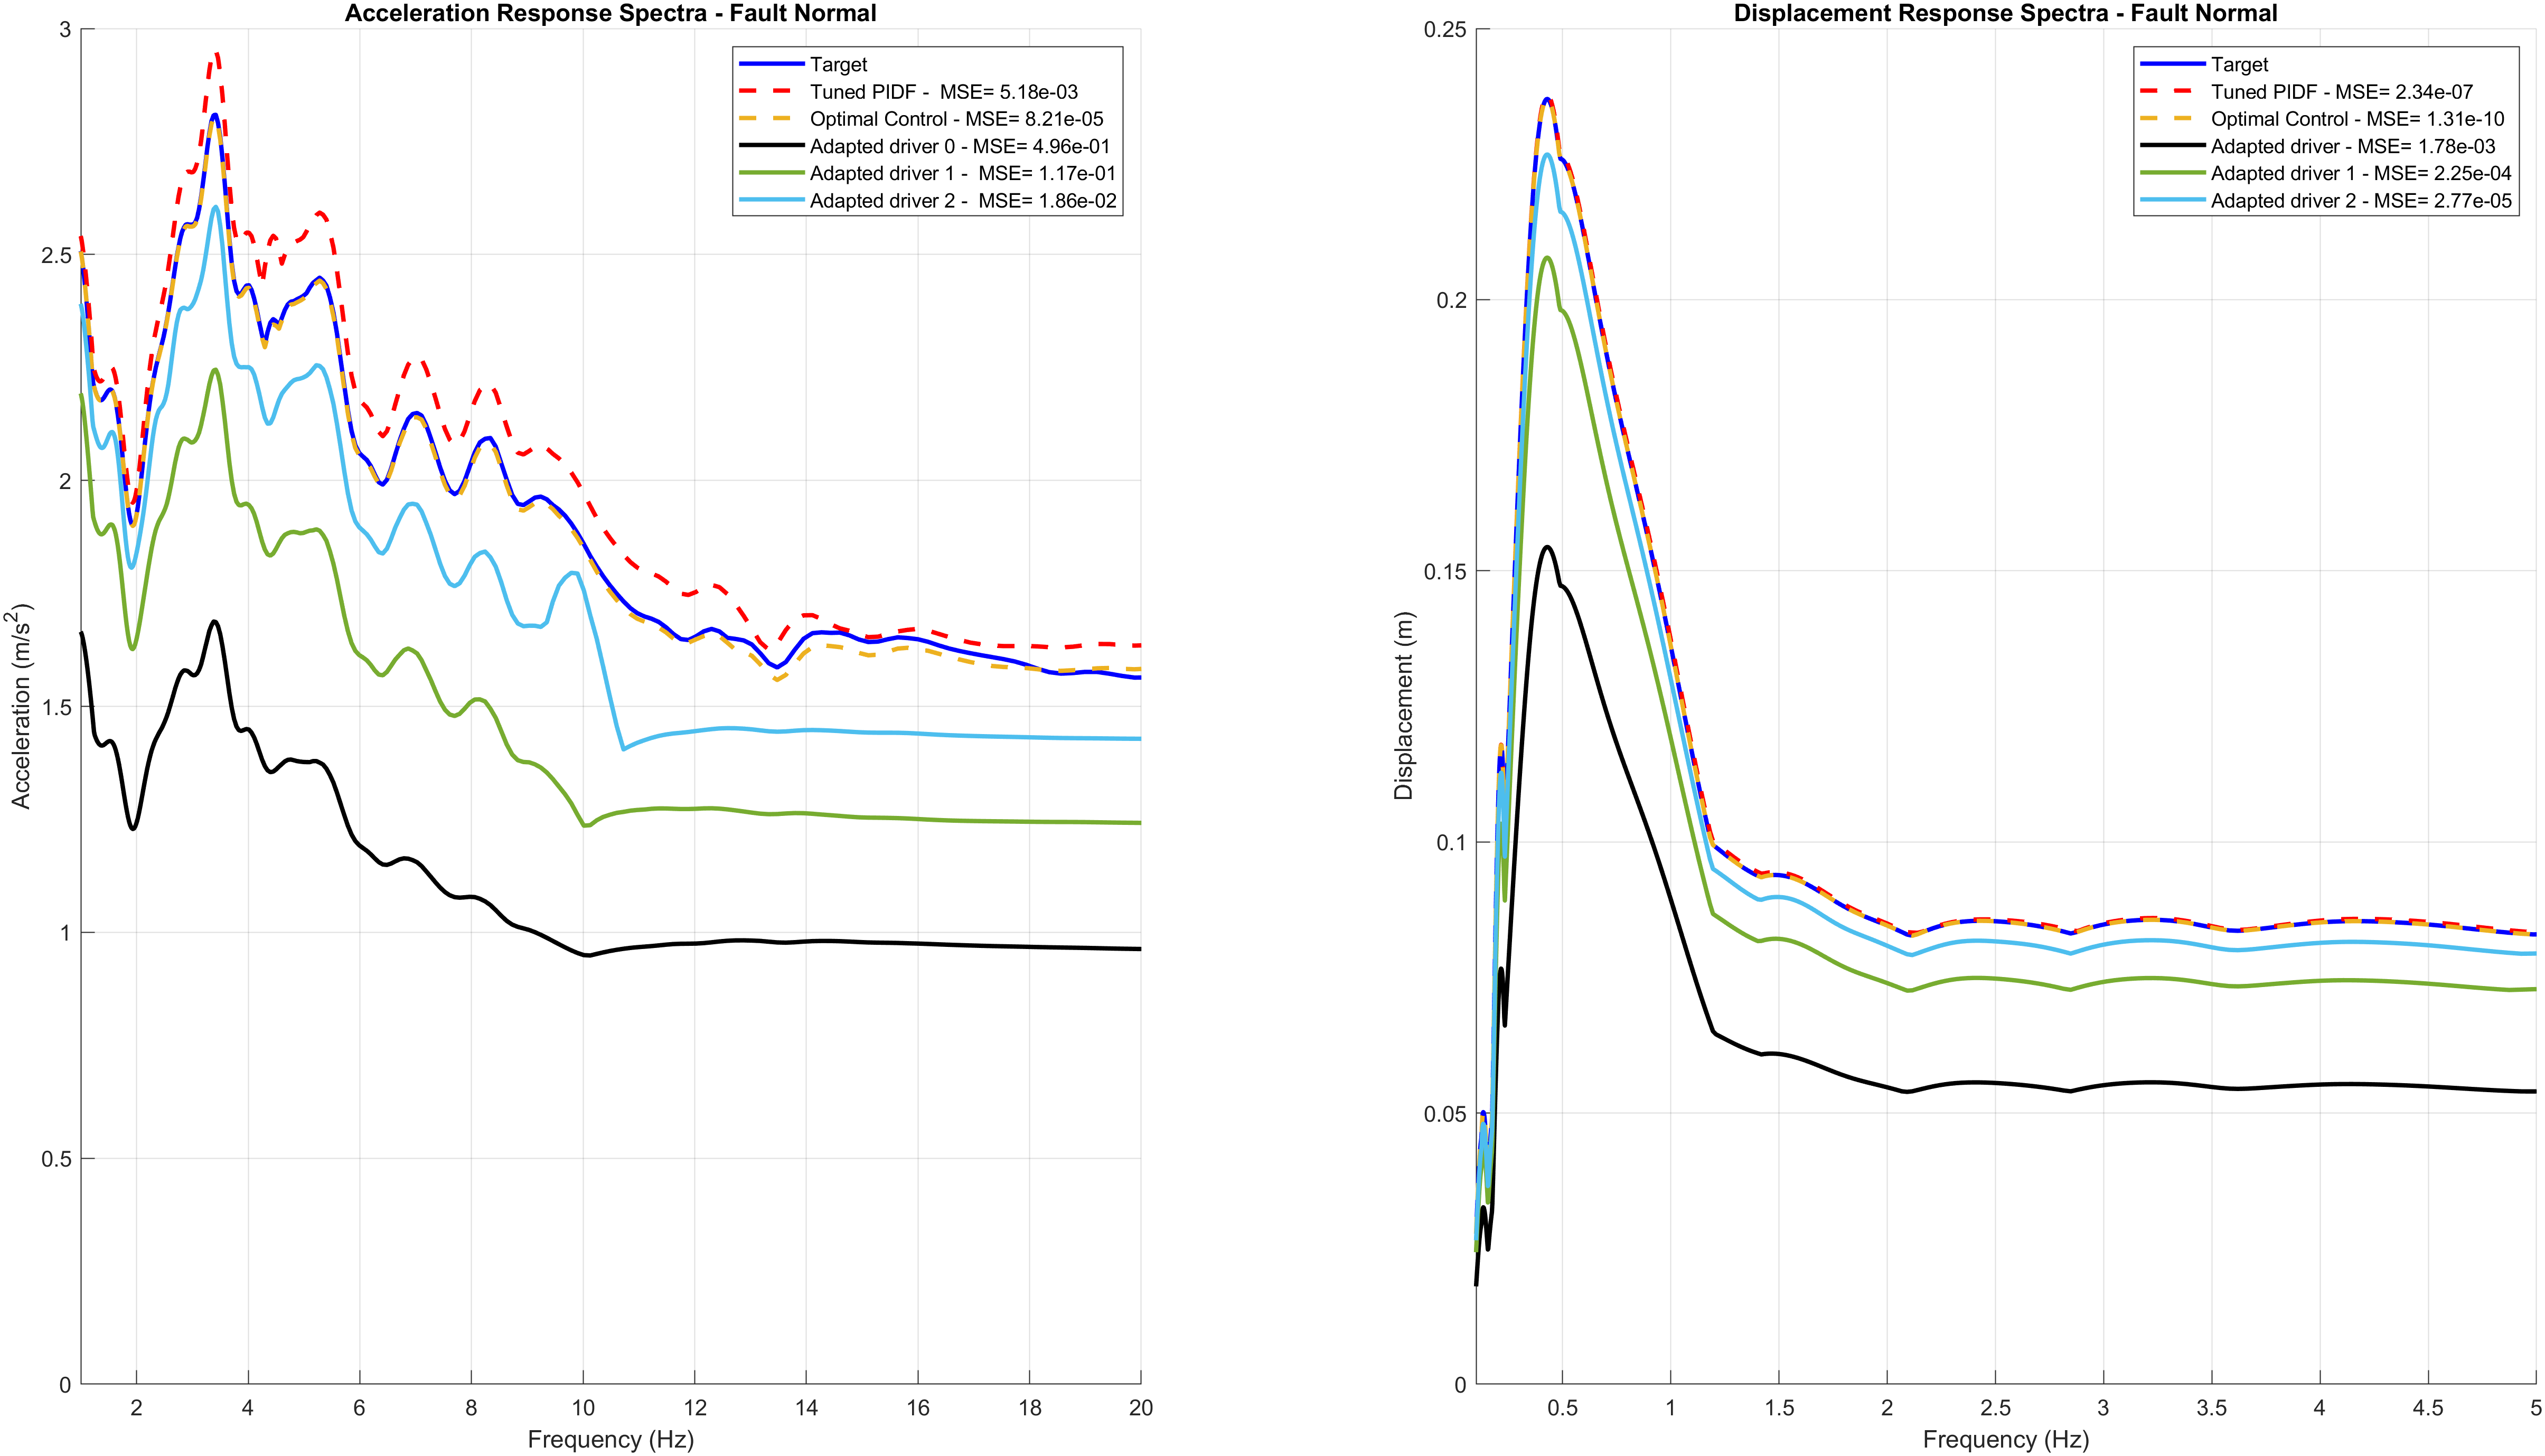 Acceleration Response Spectra - Fault Normal
3
2.5
2
1.5
1
0.5
0
Acceleration (m/s2)
2 4 6 8 10 12 14 16 18 20
Frequency (Hz)
Target
Tuned PIDF -  MSE= 5.18e-03
Optimal Control - MSE= 8.21e-05
Adapted driver 0 - MSE= 4.96e-01
Adapted driver 1 -  MSE= 1.17e-01
Adapted driver 2 -  MSE= 1.86e-02
Displacement Response Spectra - Fault Normal
0.25
0.2
0.15
0.1
0.05
0
Displacement (m)
0.5 1 1.5 2 2.5 3 3.5 4 4.5 5
Frequency (Hz)
Target
Tuned PIDF - MSE= 2.34e-07
Optimal Control - MSE= 1.31e-10
Adapted driver - MSE= 1.78e-03
Adapted driver 1 - MSE= 2.25e-04
Adapted driver 2 - MSE= 2.77e-05